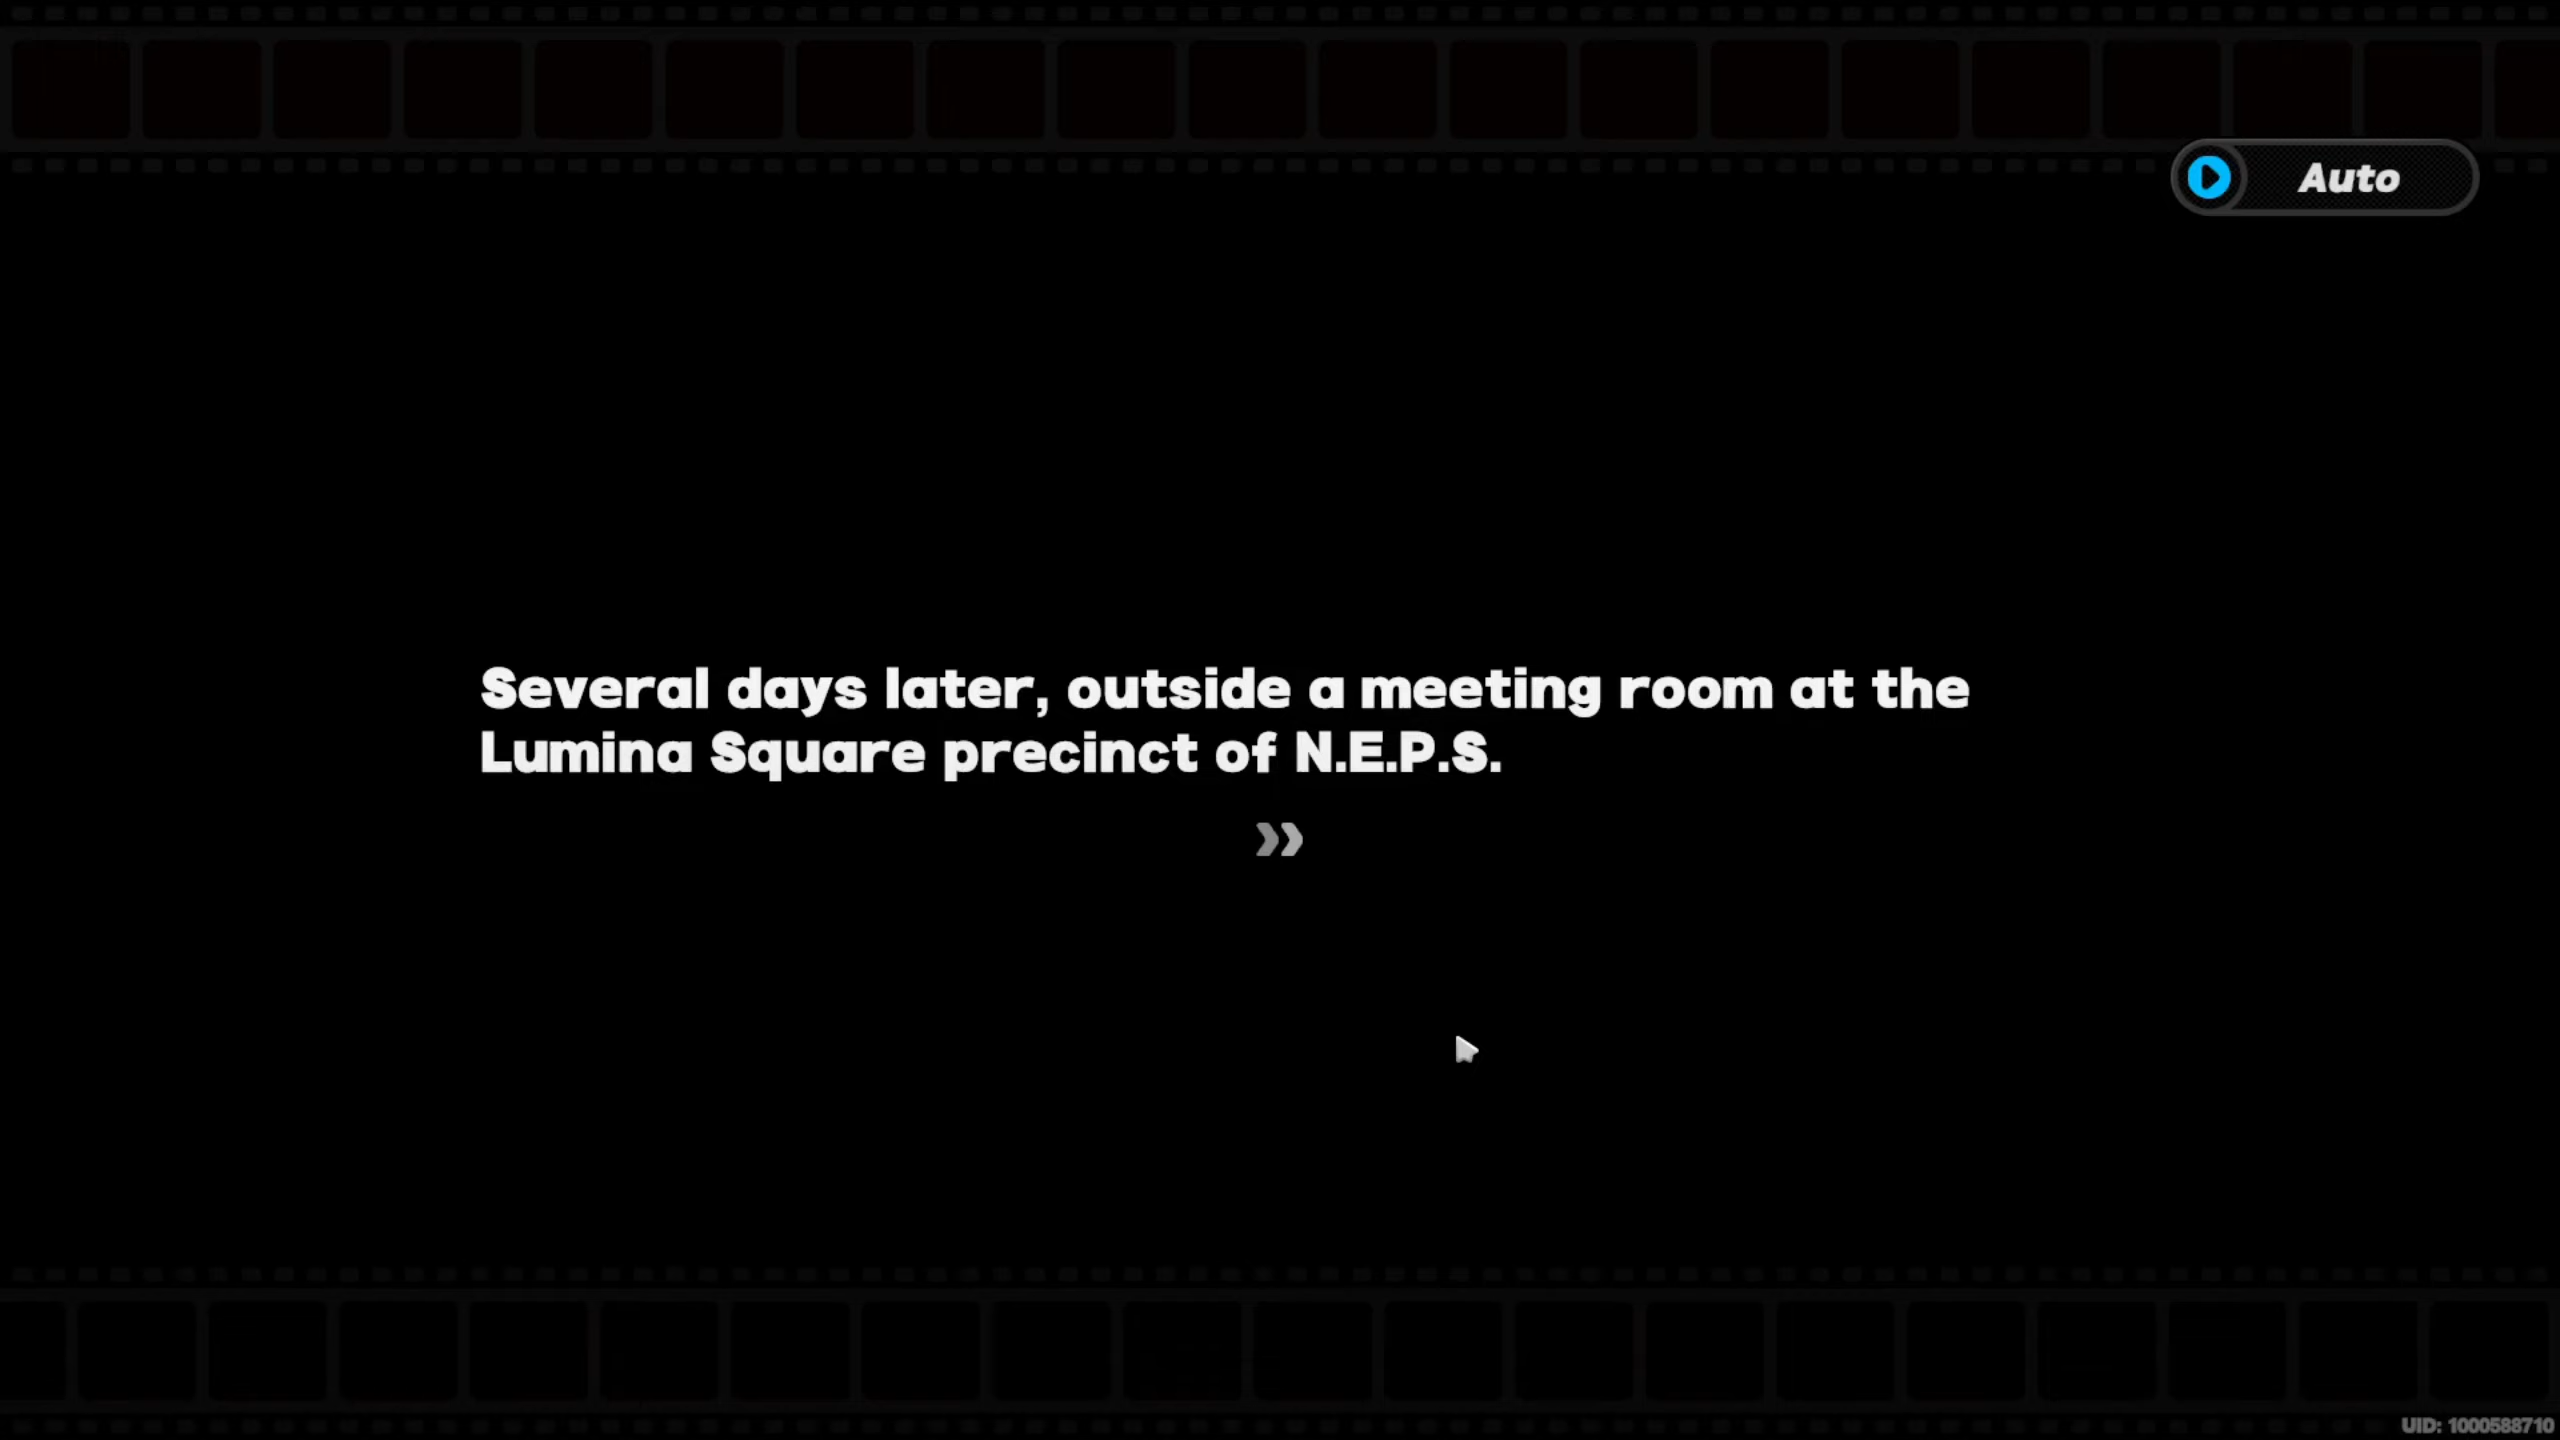 Auto
Several days later, outside a meeting room at the
Lumina Square precinct of N.E.P.S.
UID: 1000588710